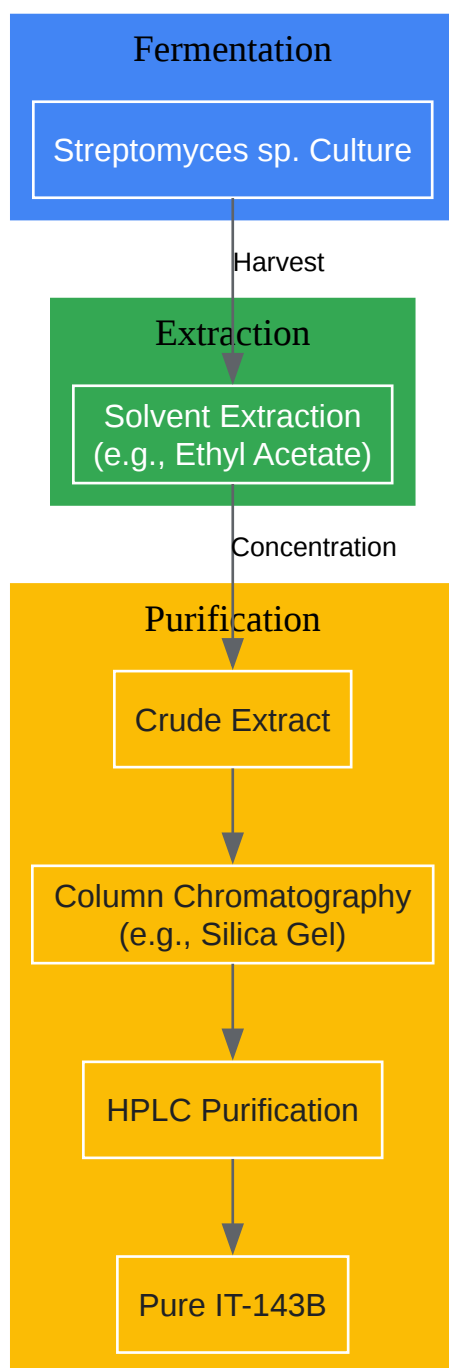 Fermentation
Streptomyces sp. Culture
Harvest
Extraction
Solvent Extraction
(e.g., Ethyl Acetate)
Concentration
Purification
Crude Extract
Column Chromatography
(e.g., Silica Gel)
HPLC Purification
Pure IT-143B